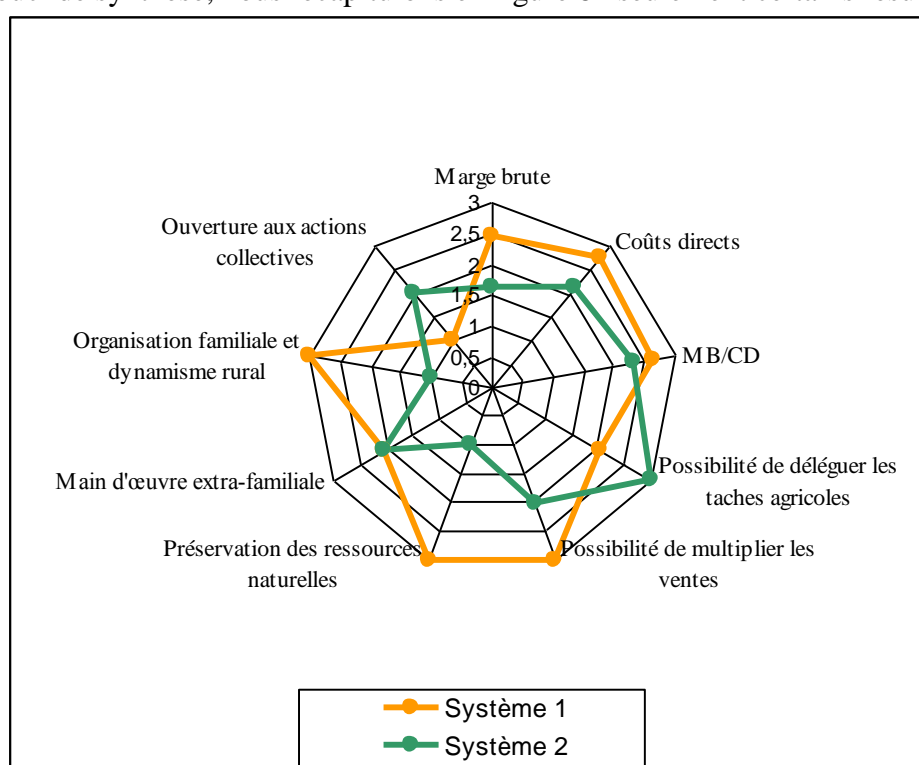 Marge brute
3
Ouverture aux actions
collectives
2,5
Coûts directs
2
1,5
Organisation familiale et
dynamisme rural
1
MB/CD
0,5
0
Possibilité de déléguer les
taches agricoles
Main d'œuvre extra-familiale
Préservation des ressources
naturelles
Possibilité de multiplier les
ventes
Système 1
Système 2